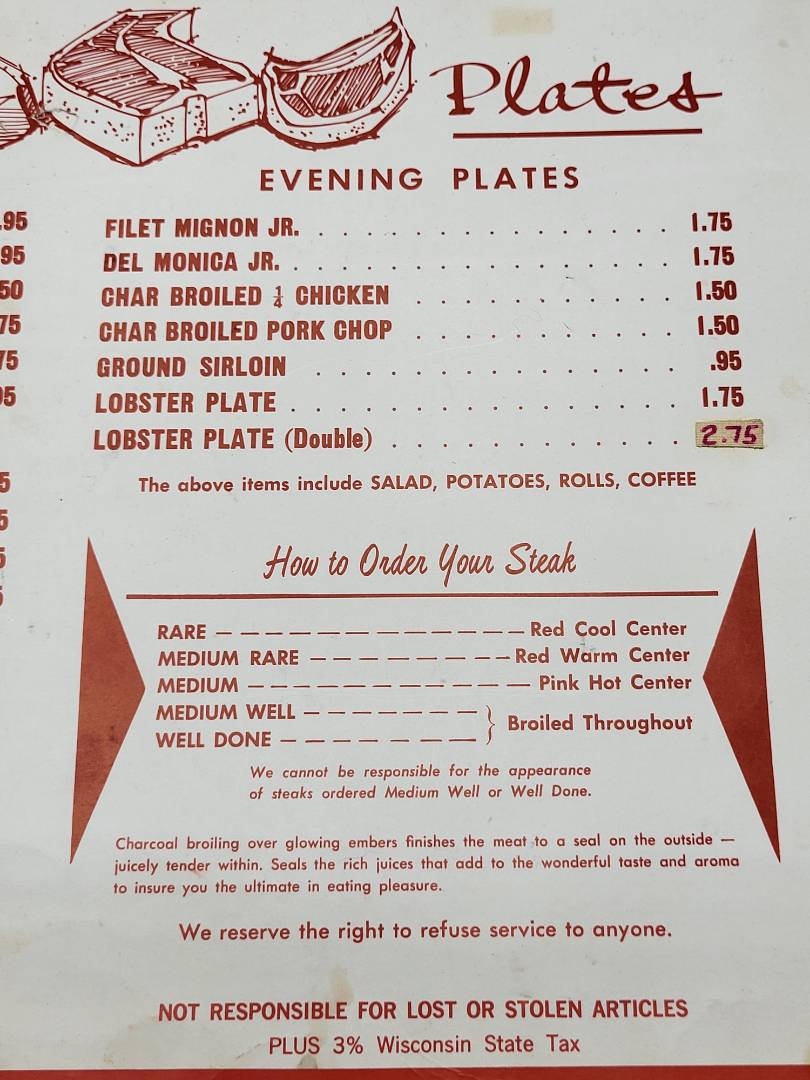 Plates
EVENING PLATES
.95 FILET MIGNON JR. . . . . . . . . . . . . . . . . 1.75
95 DEL MONICA JR. . . . . . . . . . . . . . . . . . 1.75
50 CHAR BROILED ¼ CHICKEN . . . . . . . . . . . 1.50
75 CHAR BROILED PORK CHOP . . . . . . . . . . . 1.50
75 GROUND SIRLOIN . . . . . . . . . . . . . . . .95
95 LOBSTER PLATE . . . . . . . . . . . . . . . . 1.75
LOBSTER PLATE (Double) . . . . . . . . . . . . 2.75
The above items include SALAD, POTATOES, ROLLS, COFFEE
5
5
5
5
How to Order Your Steak
RARE — — — — — — — — — — — — — Red Cool Center
MEDIUM RARE — — — — — — — — Red Warm Center
MEDIUM — — — — — — — — — — — — Pink Hot Center
MEDIUM WELL — — — — — — —
WELL DONE — — — — — — — — } Broiled Throughout
We cannot be responsible for the appearance
of steaks ordered Medium Well or Well Done.
Charcoal broiling over glowing embers finishes the meat to a seal on the outside —
juicely tender within. Seals the rich juices that add to the wonderful taste and aroma
to insure you the ultimate in eating pleasure.
We reserve the right to refuse service to anyone.
NOT RESPONSIBLE FOR LOST OR STOLEN ARTICLES
PLUS 3% Wisconsin State Tax